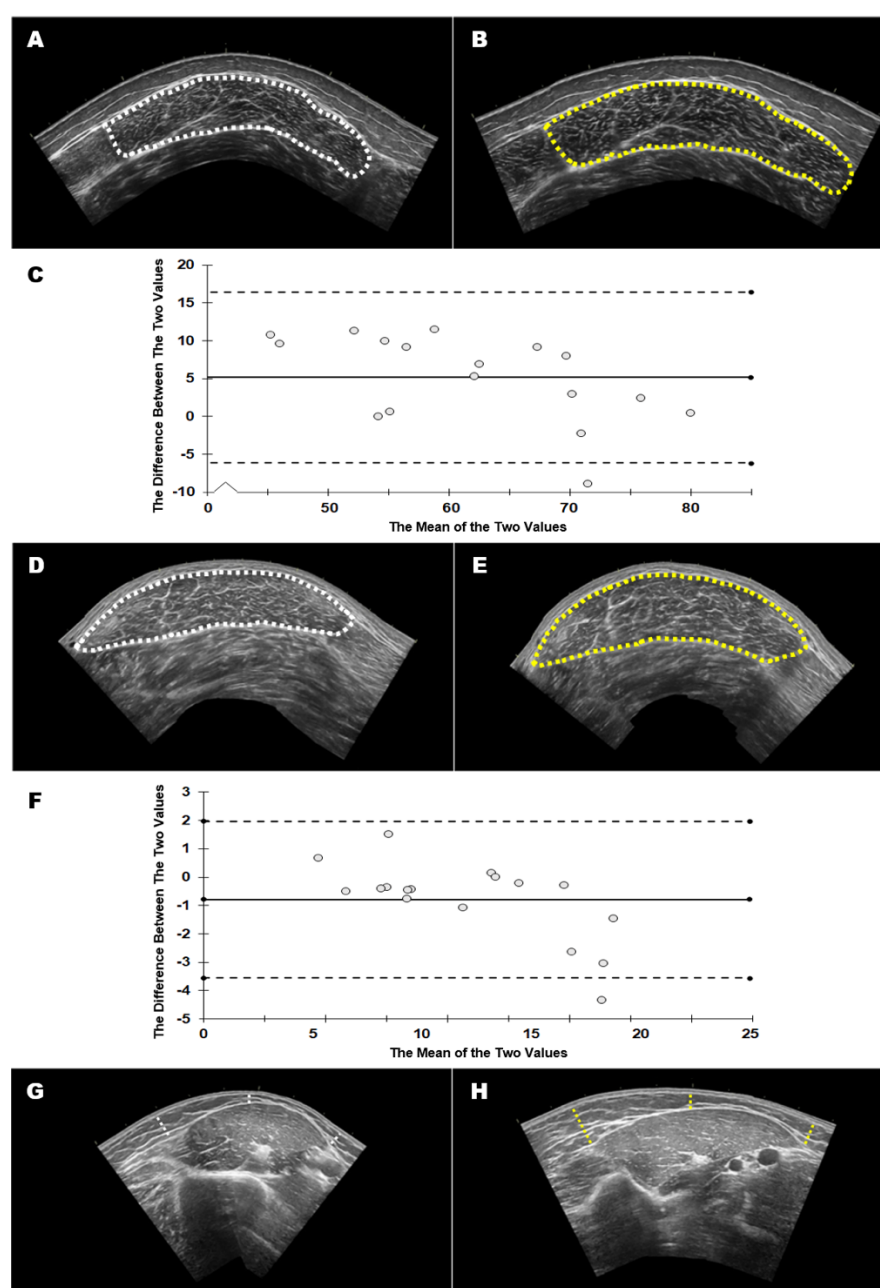 A
B
C
The Difference Between The Two Values
20
15
10
5
0
-5
-10
0
50
60
70
80
The Mean of the Two Values
D
E
F
The Difference Between The Two Values
3
2
1
0
-1
-2
-3
-4
-5
0
5
10
15
20
25
The Mean of the Two Values
G
H